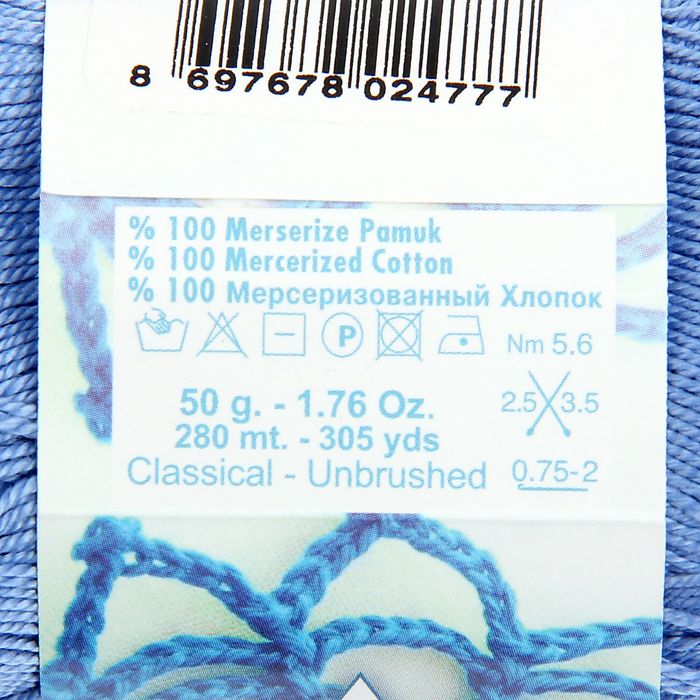 8 697678 024777
% 100 Merserize Pamuk
% 100 Mercerized Cotton
% 100 Мерсеризованный Хлопок
P Nm 5.6
50 g. - 1.76 Oz. 2.5 3.5
280 mt. - 305 yds
Classical - Unbrushed 0.75-2